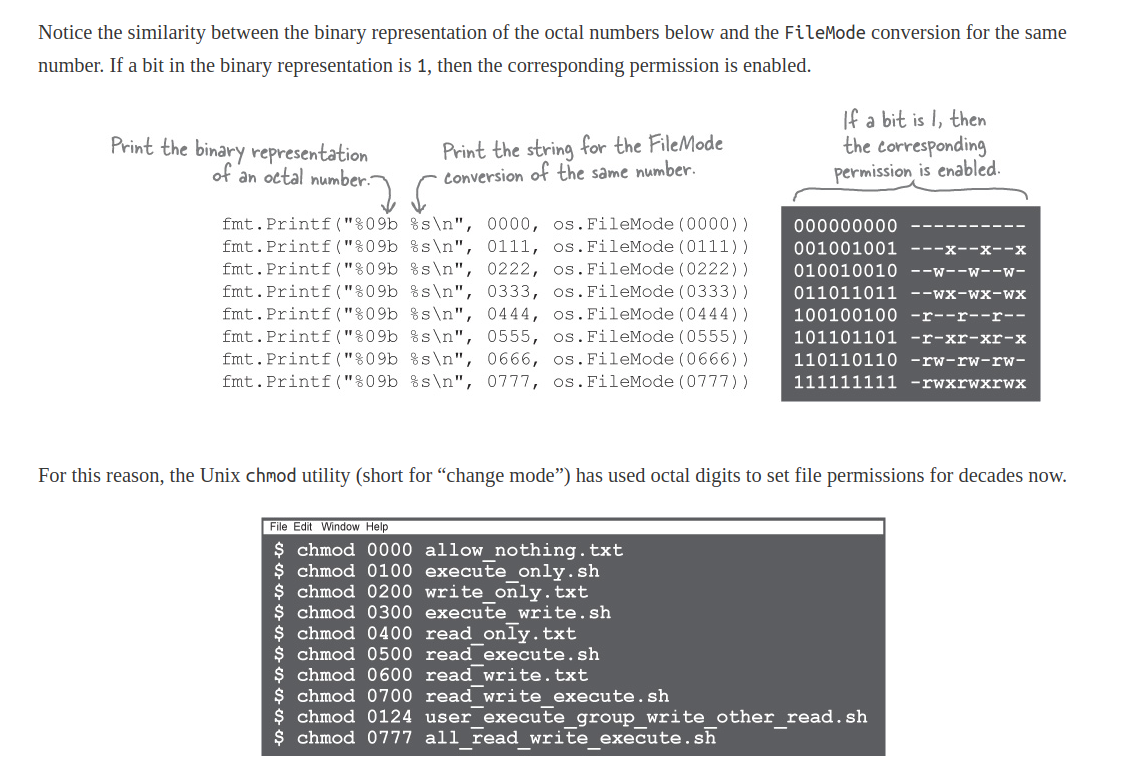 Notice the similarity between the binary representation of the octal numbers below and the FileMode conversion for the same
number. If a bit in the binary representation is 1, then the corresponding permission is enabled.
Print the binary representation
of an octal number.
Print the string for the FileMode
conversion of the same number.
If a bit is 1, then
the corresponding
permission is enabled.
fmt.Printf("%09b %s\n", 0000, os.FileMode(0000))
fmt.Printf("%09b %s\n", 0111, os.FileMode(0111))
fmt.Printf("%09b %s\n", 0222, os.FileMode(0222))
fmt.Printf("%09b %s\n", 0333, os.FileMode(0333))
fmt.Printf("%09b %s\n", 0444, os.FileMode(0444))
fmt.Printf("%09b %s\n", 0555, os.FileMode(0555))
fmt.Printf("%09b %s\n", 0666, os.FileMode(0666))
fmt.Printf("%09b %s\n", 0777, os.FileMode(0777))
000000000 ----------
001001001 ---x--x--x
010010010 --w--w--w-
011011011 --wx-wx-wx
100100100 -r--r--r--
101101101 -r-xr-xr-x
110110110 -rw-rw-rw-
111111111 -rwxrwxrwx
For this reason, the Unix chmod utility (short for “change mode”) has used octal digits to set file permissions for decades now.
File Edit Window Help
$ chmod 0000 allow_nothing.txt
$ chmod 0100 execute_only.sh
$ chmod 0200 write_only.txt
$ chmod 0300 execute_write.sh
$ chmod 0400 read_only.txt
$ chmod 0500 read_execute.sh
$ chmod 0600 read_write.txt
$ chmod 0700 read_write_execute.sh
$ chmod 0124 user_execute_group_write_other_read.sh
$ chmod 0777 all_read_write_execute.sh